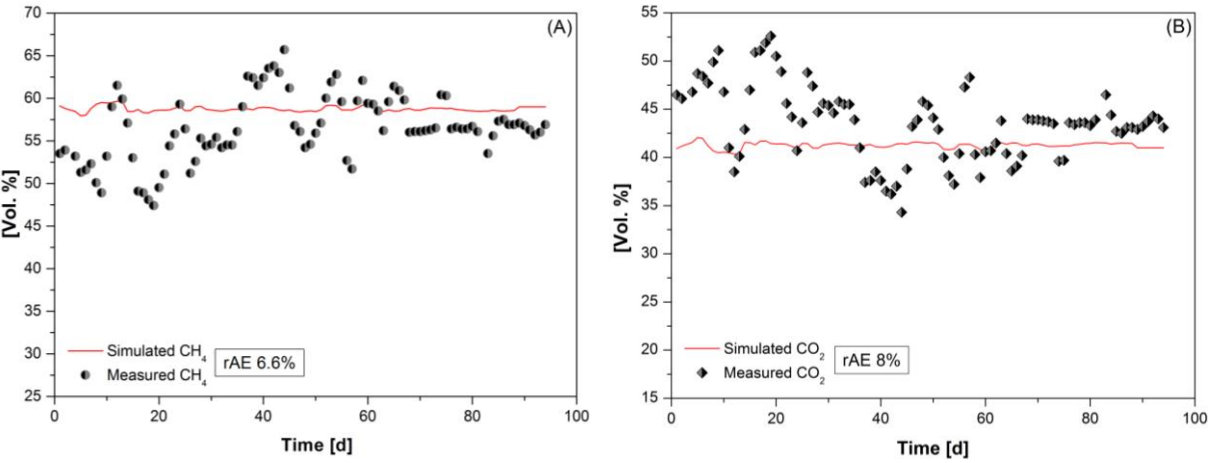 (A)
70
65
60
55
50
45
40
35
30
25
[Vol. %]
Simulated CH4
Measured CH4
rAE 6.6%
0 20 40 60 80 100
Time [d]
(B)
55
50
45
40
35
30
25
20
15
[Vol. %]
Simulated CO2
Measured CO2
rAE 8%
0 20 40 60 80 100
Time [d]